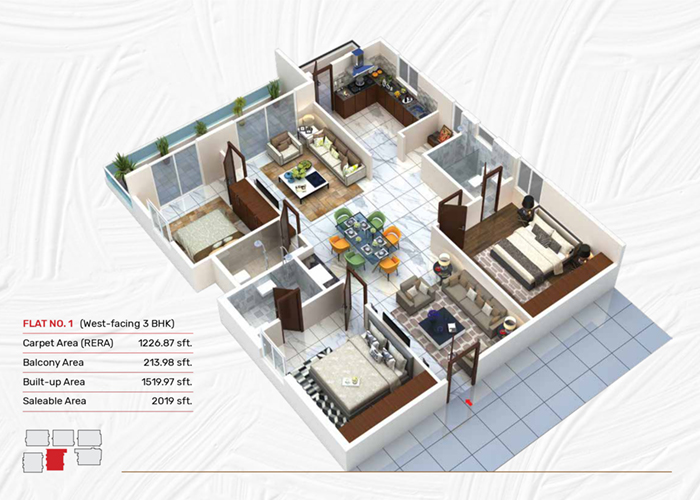 FLAT NO. 1 (West-facing 3 BHK)
Carpet Area (RERA) 1226.87 sft.
Balcony Area 213.98 sft.
Built-up Area 1519.97 sft.
Saleable Area 2019 sft.